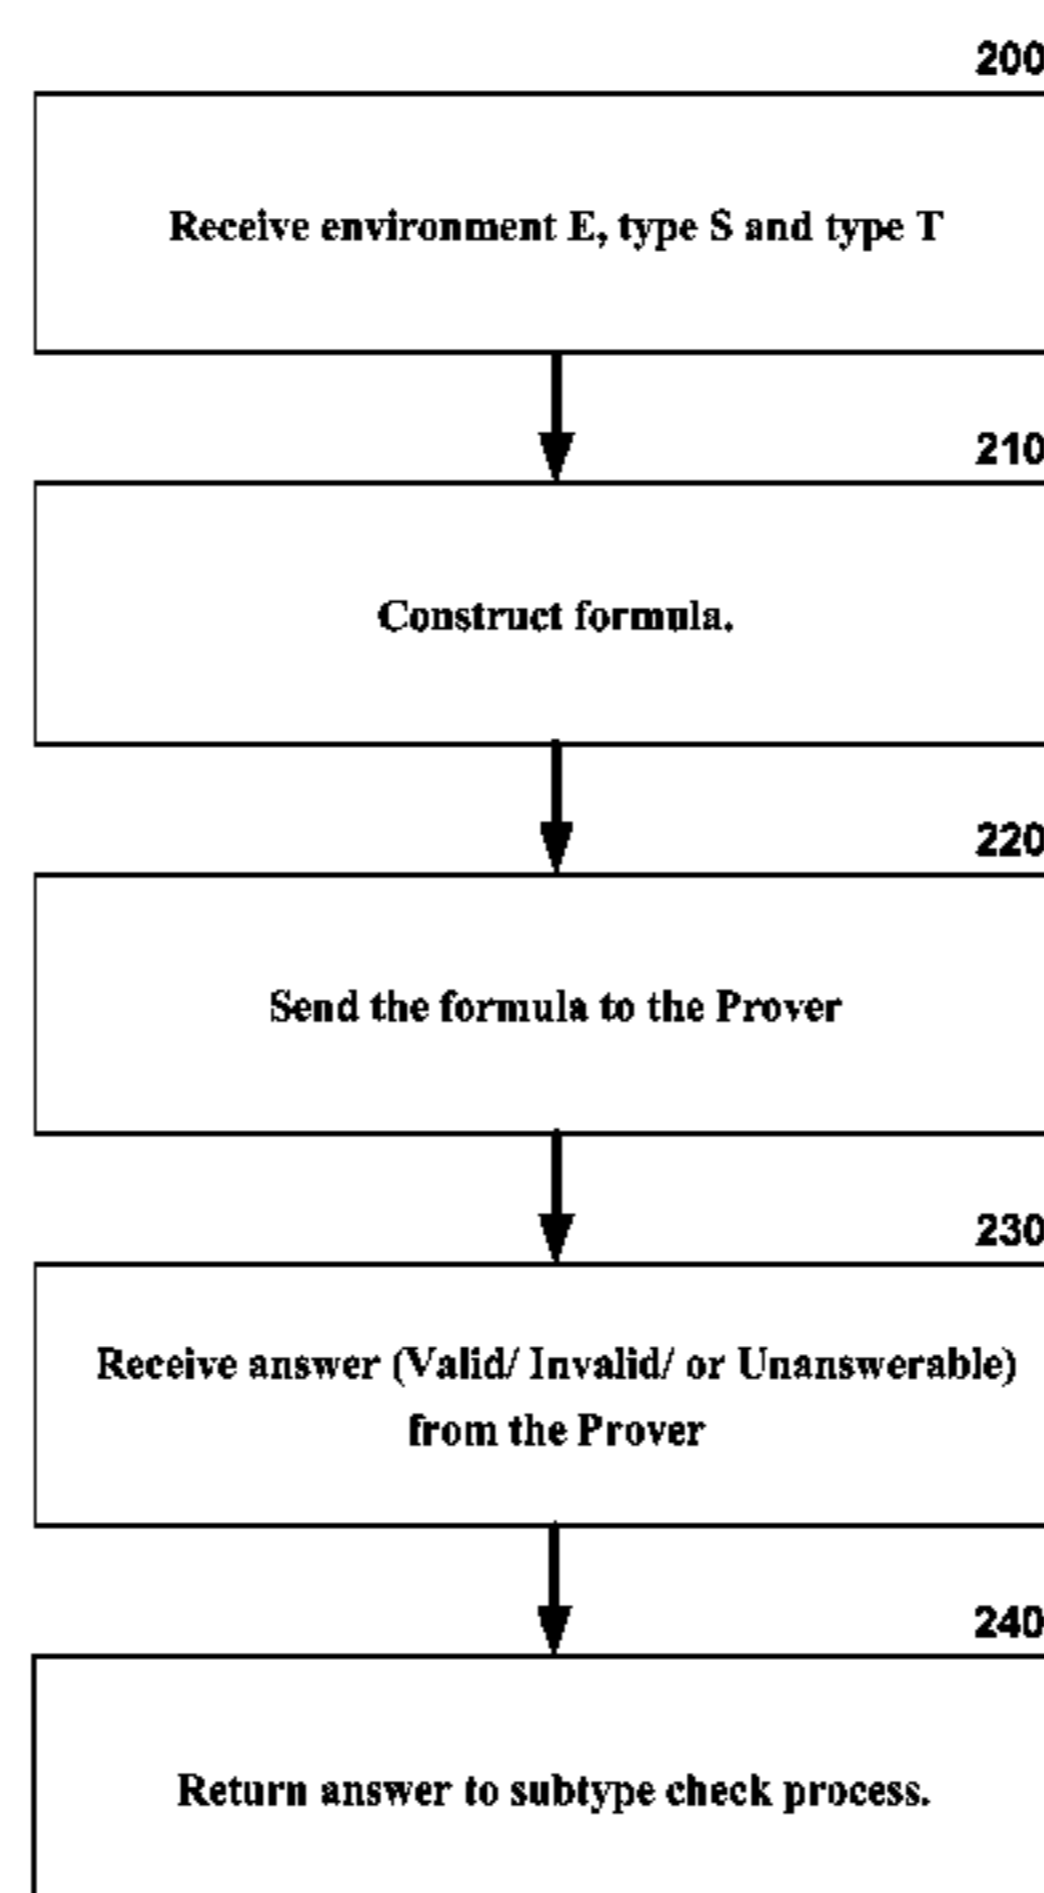 200
Receive environment E, type S and type T
210
Construct formula.
220
Send the formula to the Prover
230
Receive answer (Valid/ Invalid/ or Unanswerable)
from the Prover
240
Return answer to subtype check process.